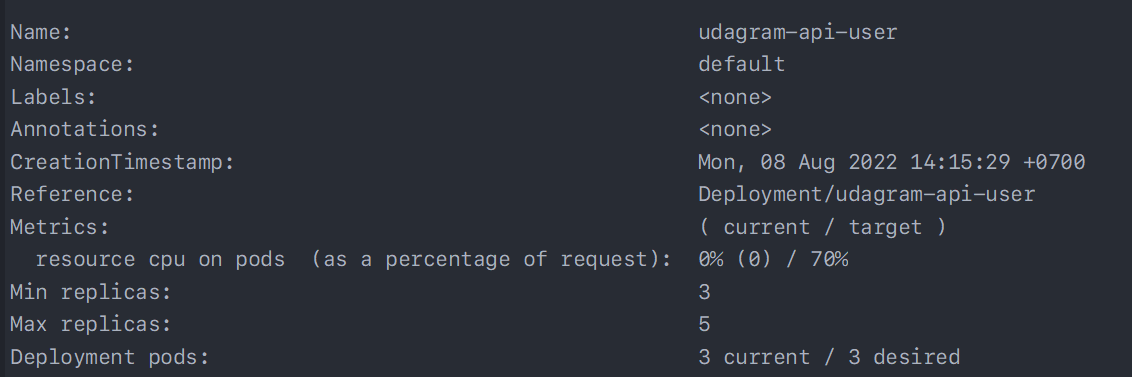 Name: udagram-api-user
Namespace: default
Labels: <none>
Annotations: <none>
CreationTimestamp: Mon, 08 Aug 2022 14:15:29 +0700
Reference: Deployment/udagram-api-user
Metrics: ( current / target )
resource cpu on pods (as a percentage of request): 0% (0) / 70%
Min replicas: 3
Max replicas: 5
Deployment pods: 3 current / 3 desired